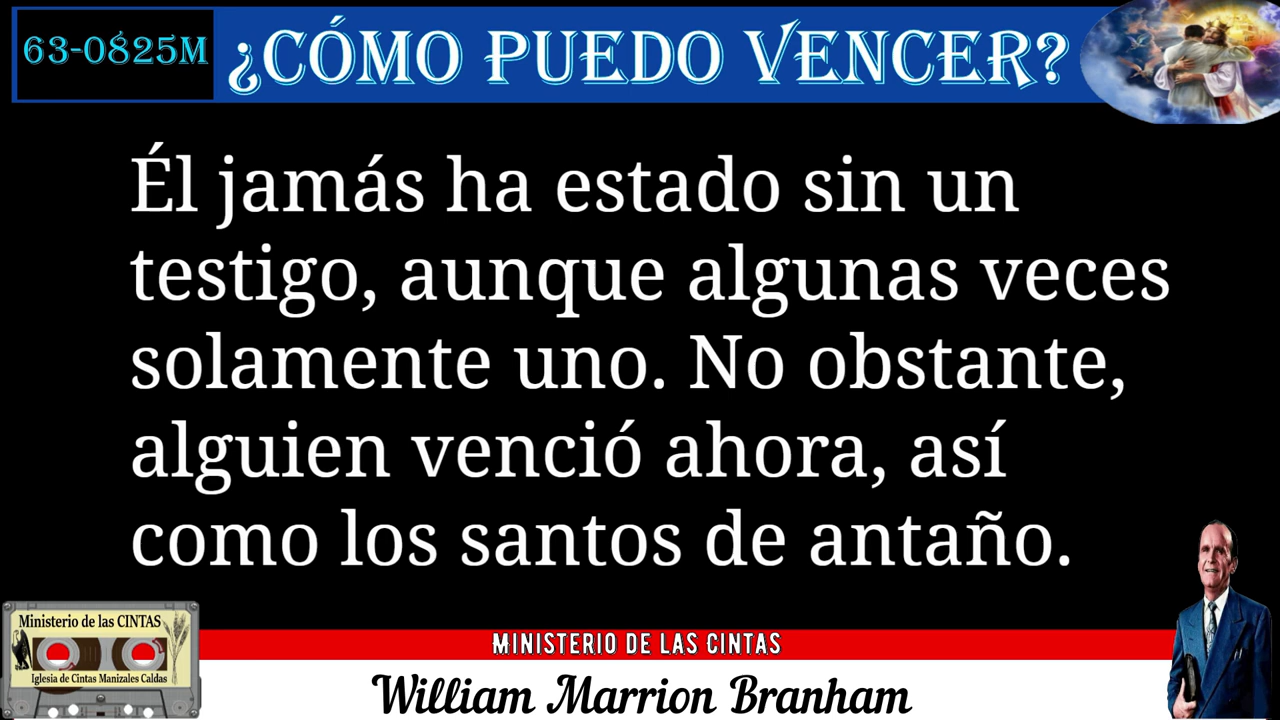 63-0825M
¿CÓMO PUEDO VENCER?
Él jamás ha estado sin un
testigo, aunque algunas veces
solamente uno. No obstante,
alguien venció ahora, así
como los santos de antaño.
Ministerio de las CINTAS
Iglesia de Cintas Manizales Caldas
MINISTERIO DE LAS CINTAS
William Marrion Branham